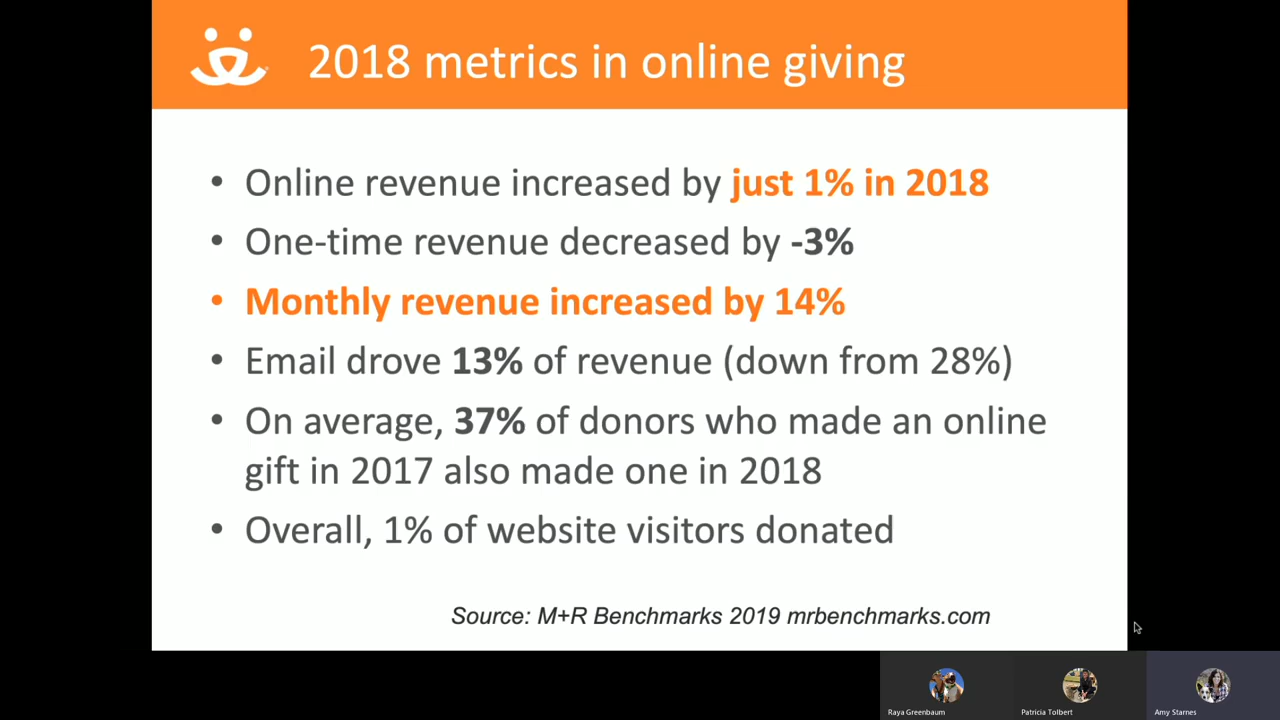 2018 metrics in online giving
• Online revenue increased by just 1% in 2018
• One-time revenue decreased by -3%
• Monthly revenue increased by 14%
• Email drove 13% of revenue (down from 28%)
• On average, 37% of donors who made an online
gift in 2017 also made one in 2018
• Overall, 1% of website visitors donated
Source: M+R Benchmarks 2019 mrbenchmarks.com
Raya Greenbaum
Patricia Tolbert
Amy Starnes